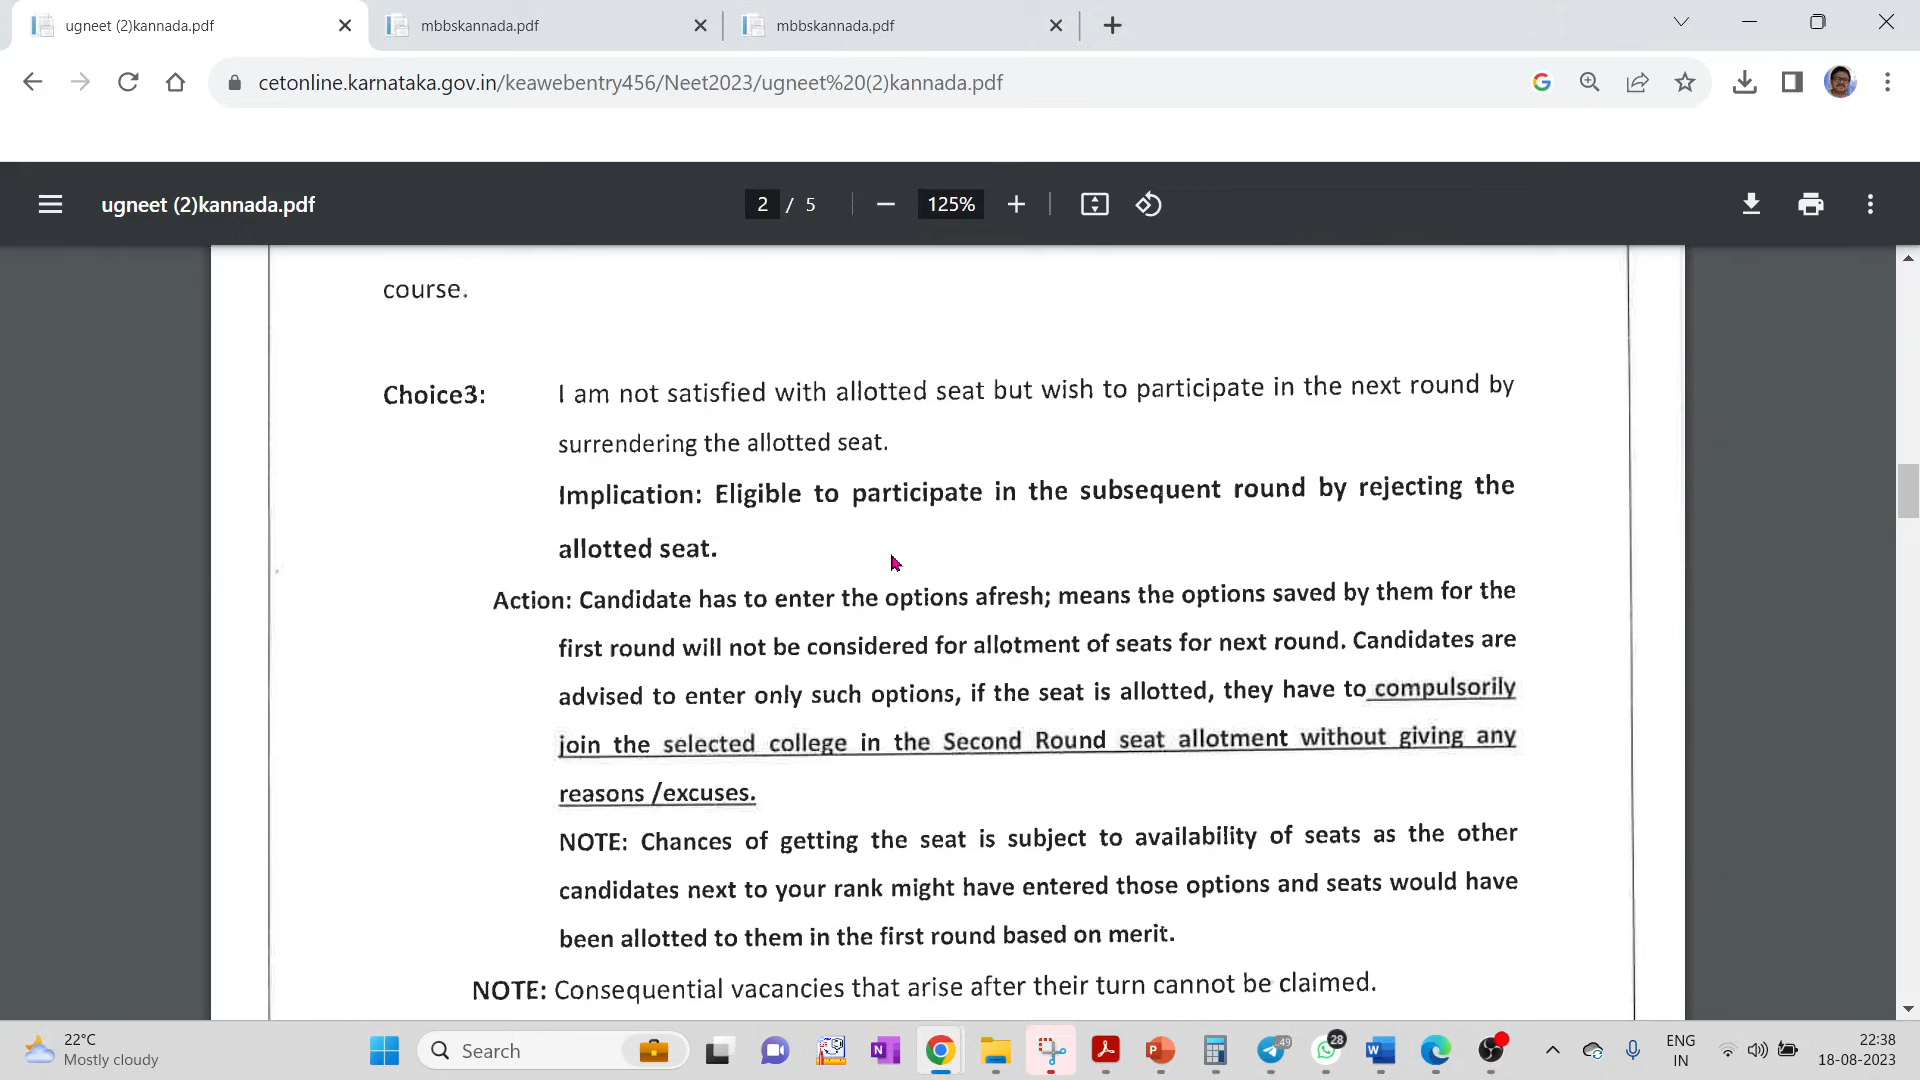 ugneet (2)kannada.pdf
mbbskannada.pdf
mbbskannada.pdf
cetonline.karnataka.gov.in/keawebentry456/Neet2023/ugneet%20(2)kannada.pdf
ugneet (2)kannada.pdf
2 / 5
125%
course.
Choice3: I am not satisfied with allotted seat but wish to participate in the next round by
surrendering the allotted seat.
Implication: Eligible to participate in the subsequent round by rejecting the
allotted seat.
Action: Candidate has to enter the options afresh; means the options saved by them for the
first round will not be considered for allotment of seats for next round. Candidates are
advised to enter only such options, if the seat is allotted, they have to compulsorily
join the selected college in the Second Round seat allotment without giving any
reasons /excuses.
NOTE: Chances of getting the seat is subject to availability of seats as the other
candidates next to your rank might have entered those options and seats would have
been allotted to them in the first round based on merit.
NOTE: Consequential vacancies that arise after their turn cannot be claimed.
22°C
Mostly cloudy
Search
49
28
ENG
IN
22:38
18-08-2023